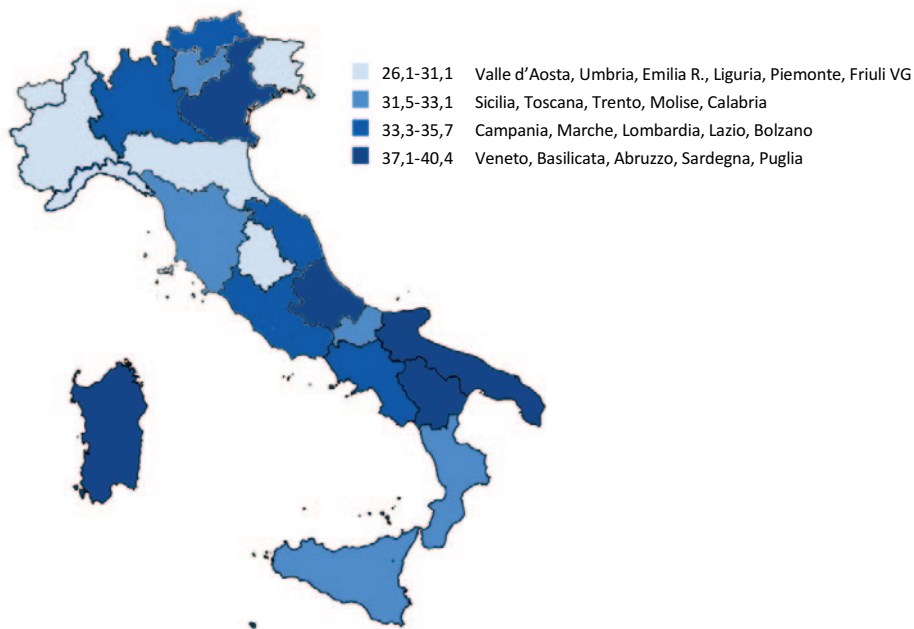 26,1-31,1 Valle d’Aosta, Umbria, Emilia R., Liguria, Piemonte, Friuli VG
31,5-33,1 Sicilia, Toscana, Trento, Molise, Calabria
33,3-35,7 Campania, Marche, Lombardia, Lazio, Bolzano
37,1-40,4 Veneto, Basilicata, Abruzzo, Sardegna, Puglia